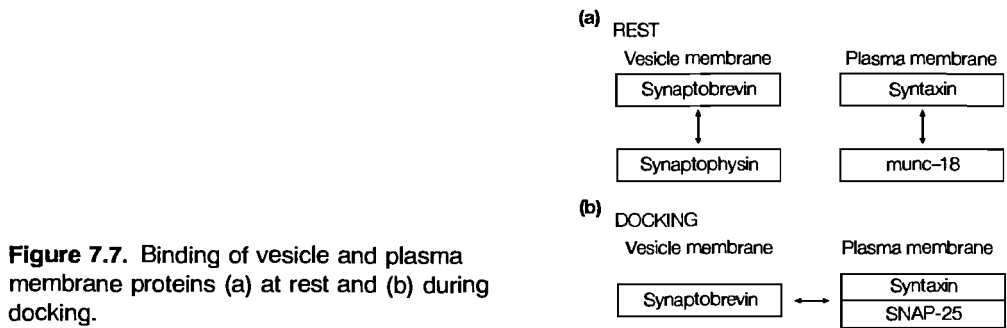 (a) REST
Vesicle membrane Plasma membrane
Synaptobrevin Syntaxin
Synaptophysin munc-18
(b) DOCKING
Vesicle membrane Plasma membrane
Synaptobrevin Syntaxin
SNAP-25
Figure 7.7. Binding of vesicle and plasma
membrane proteins (a) at rest and (b) during
docking.